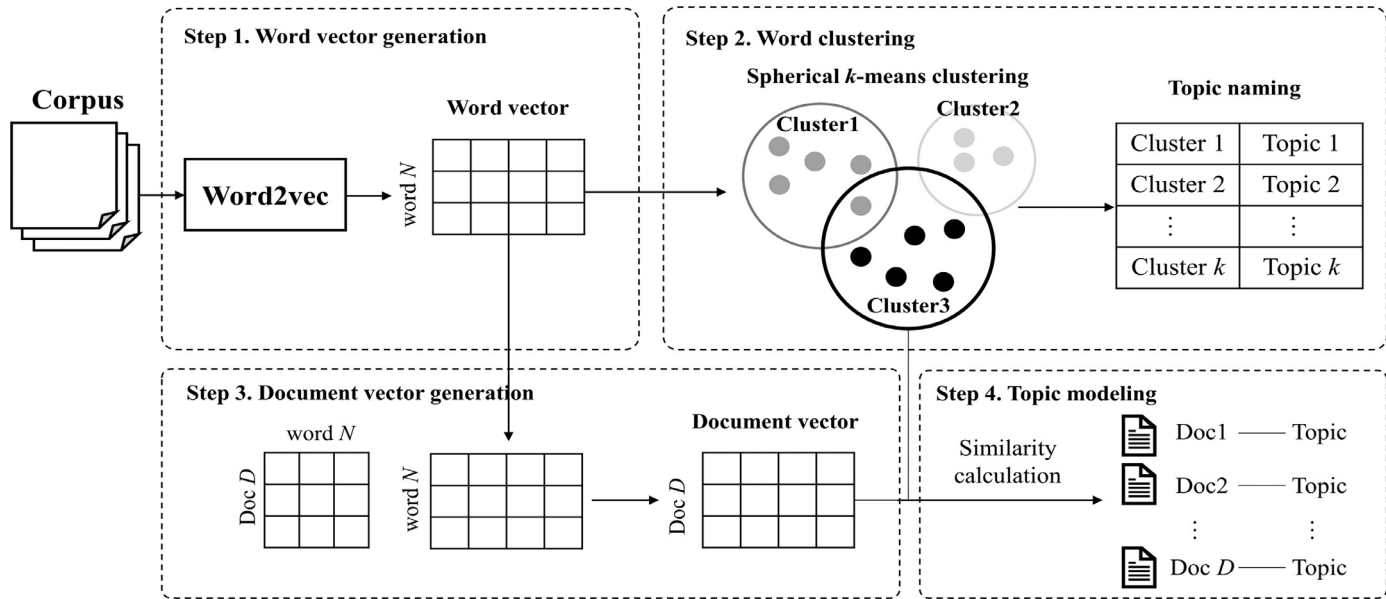 Corpus
Step 1. Word vector generation
Word2vec
Word vector
word N
Step 2. Word clustering
Spherical k-means clustering
Cluster1
Cluster2
Cluster3
Topic naming
Cluster 1 Topic 1
Cluster 2 Topic 2
⋮ ⋮
Cluster k Topic k
Step 3. Document vector generation
word N
Doc D
word N
Document vector
Doc D
Step 4. Topic modeling
Similarity
calculation
Doc1 Topic
Doc2 Topic
⋮ ⋮
Doc D Topic